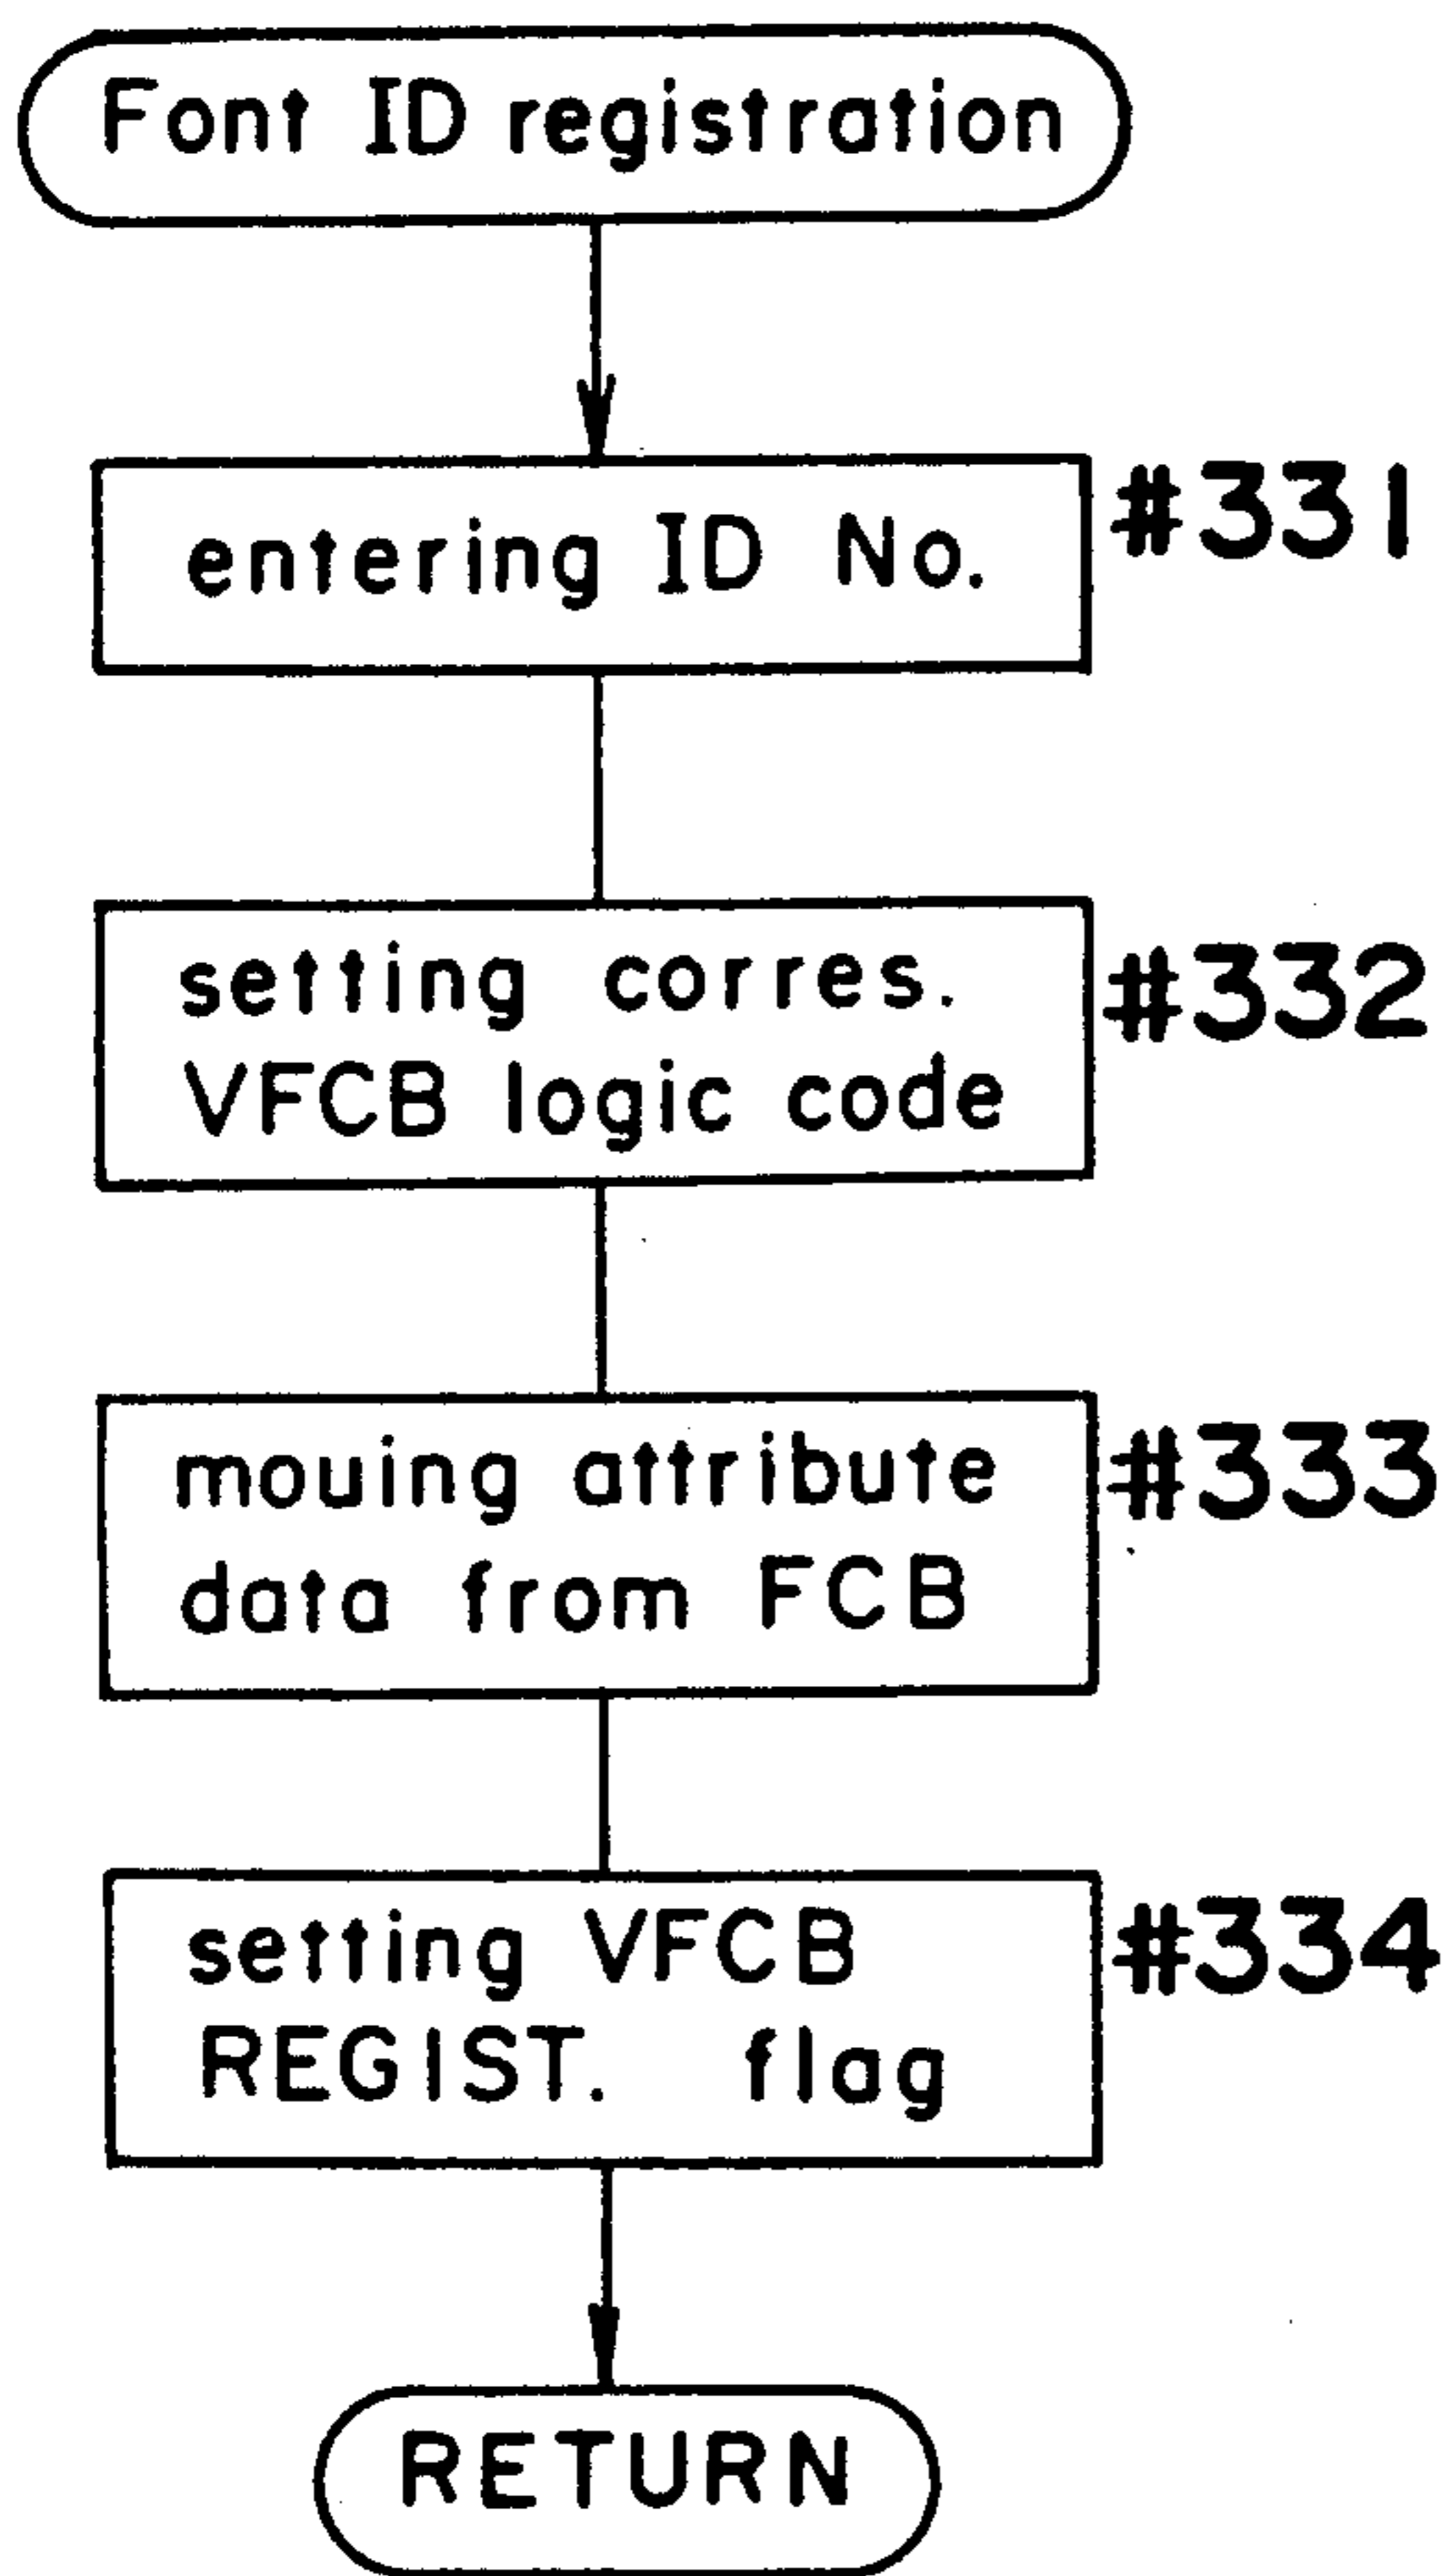 Font ID registration
entering ID No.
#331
setting corres.
VFCB logic code
#332
mouing attribute
data from FCB
#333
setting VFCB
REGIST. flag
#334
RETURN